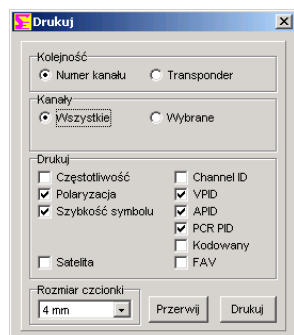 Drukuj
Kolejność
Numer kanału Transponder
Kanały
Wszystkie Wybrane
Drukuj
Częstotliwość Channel ID
Polaryzacja VPID
Szybkość symbolu APID
PCR PID
Kodowany
Satelita FAV
Rozmiar czcionki
4 mm Przerwij Drukuj